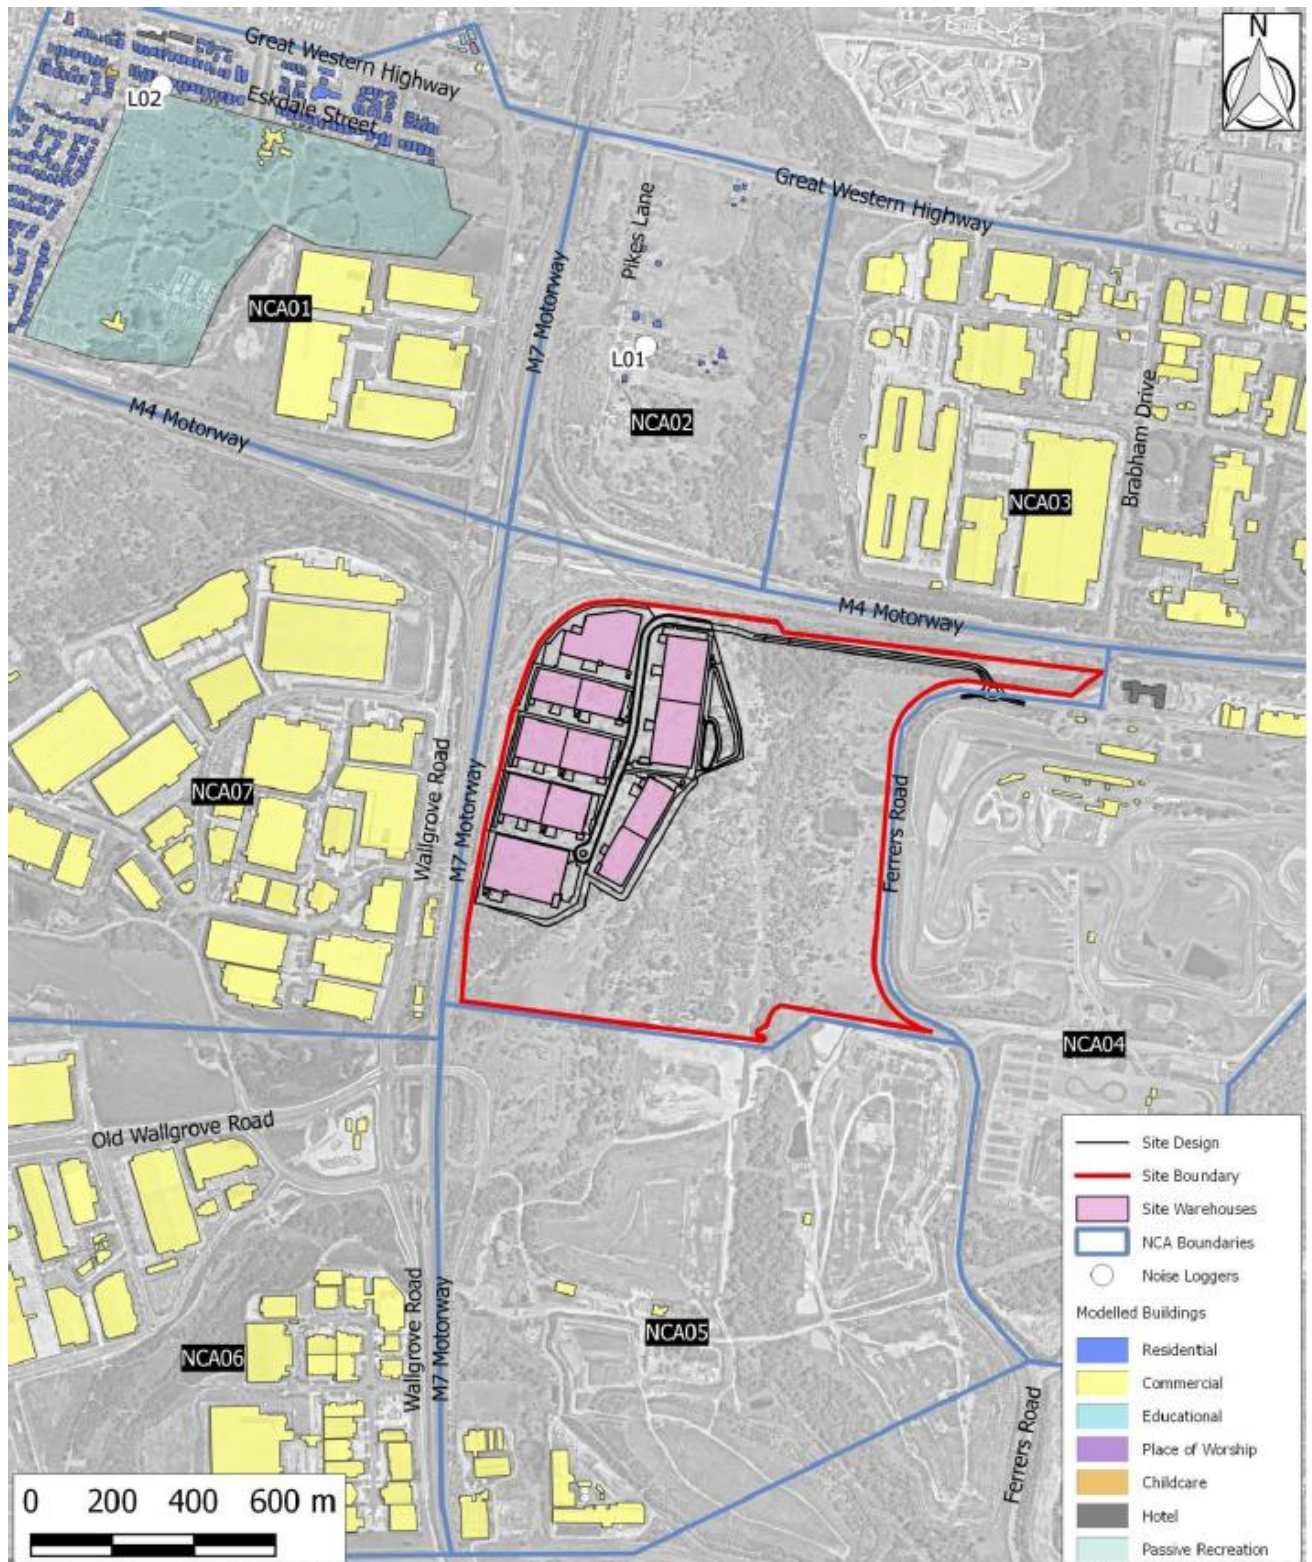 N
Great Western Highway
L02
Eskdale Street
Great Western Highway
Pikes Lane
M7 Motorway
NCA01
L01
NCA02
M4 Motorway
Brabham Drive
NCA03
M4 Motorway
Wallgrove Road
M7 Motorway
NCA07
Ferrers Road
NCA04
Old Wallgrove Road
Wallgrove Road
M7 Motorway
NCA05
NCA06
Ferrers Road
Site Design
Site Boundary
Site Warehouses
NCA Boundaries
Noise Loggers
Modelled Buildings
Residential
Commercial
Educational
Place of Worship
Childcare
Hotel
Passive Recreation
0 200 400 600 m